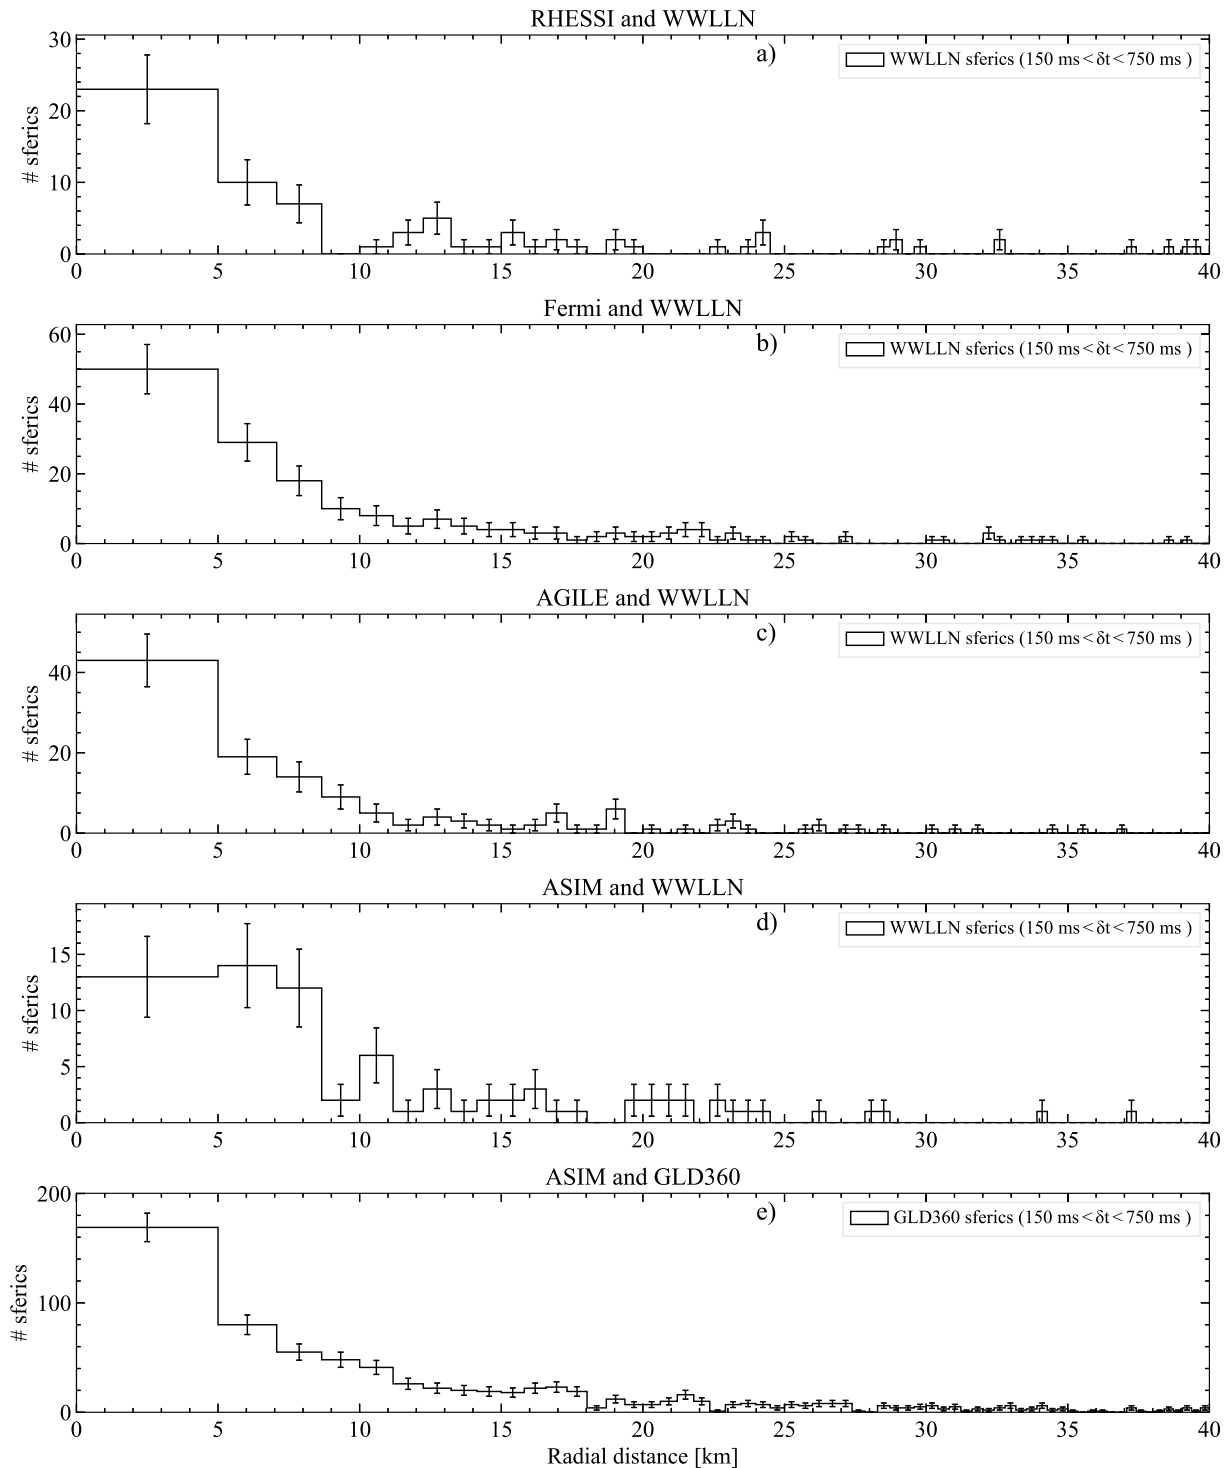 RHESSI and WWLLN
a)
WWLLN sferics (150 ms < δt < 750 ms )
# sferics
30
20
10
0
0 5 10 15 20 25 30 35 40
Fermi and WWLLN
b)
WWLLN sferics (150 ms < δt < 750 ms )
# sferics
60
40
20
0
0 5 10 15 20 25 30 35 40
AGILE and WWLLN
c)
WWLLN sferics (150 ms < δt < 750 ms )
# sferics
40
20
0
0 5 10 15 20 25 30 35 40
ASIM and WWLLN
d)
WWLLN sferics (150 ms < δt < 750 ms )
# sferics
15
10
5
0
0 5 10 15 20 25 30 35 40
ASIM and GLD360
e)
GLD360 sferics (150 ms < δt < 750 ms )
# sferics
200
100
0
0 5 10 15 20 25 30 35 40
Radial distance [km]